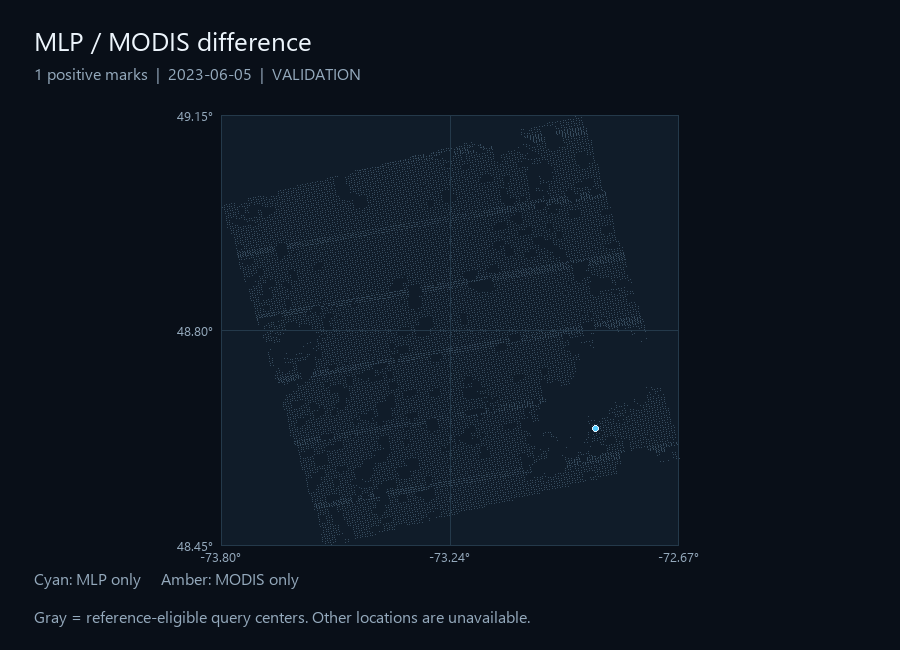 MLP / MODIS difference
1 positive marks | 2023-06-05 | VALIDATION
49.15°
48.80°
48.45°
-73.80° -73.24° -72.67°
Cyan: MLP only Amber: MODIS only
Gray = reference-eligible query centers. Other locations are unavailable.